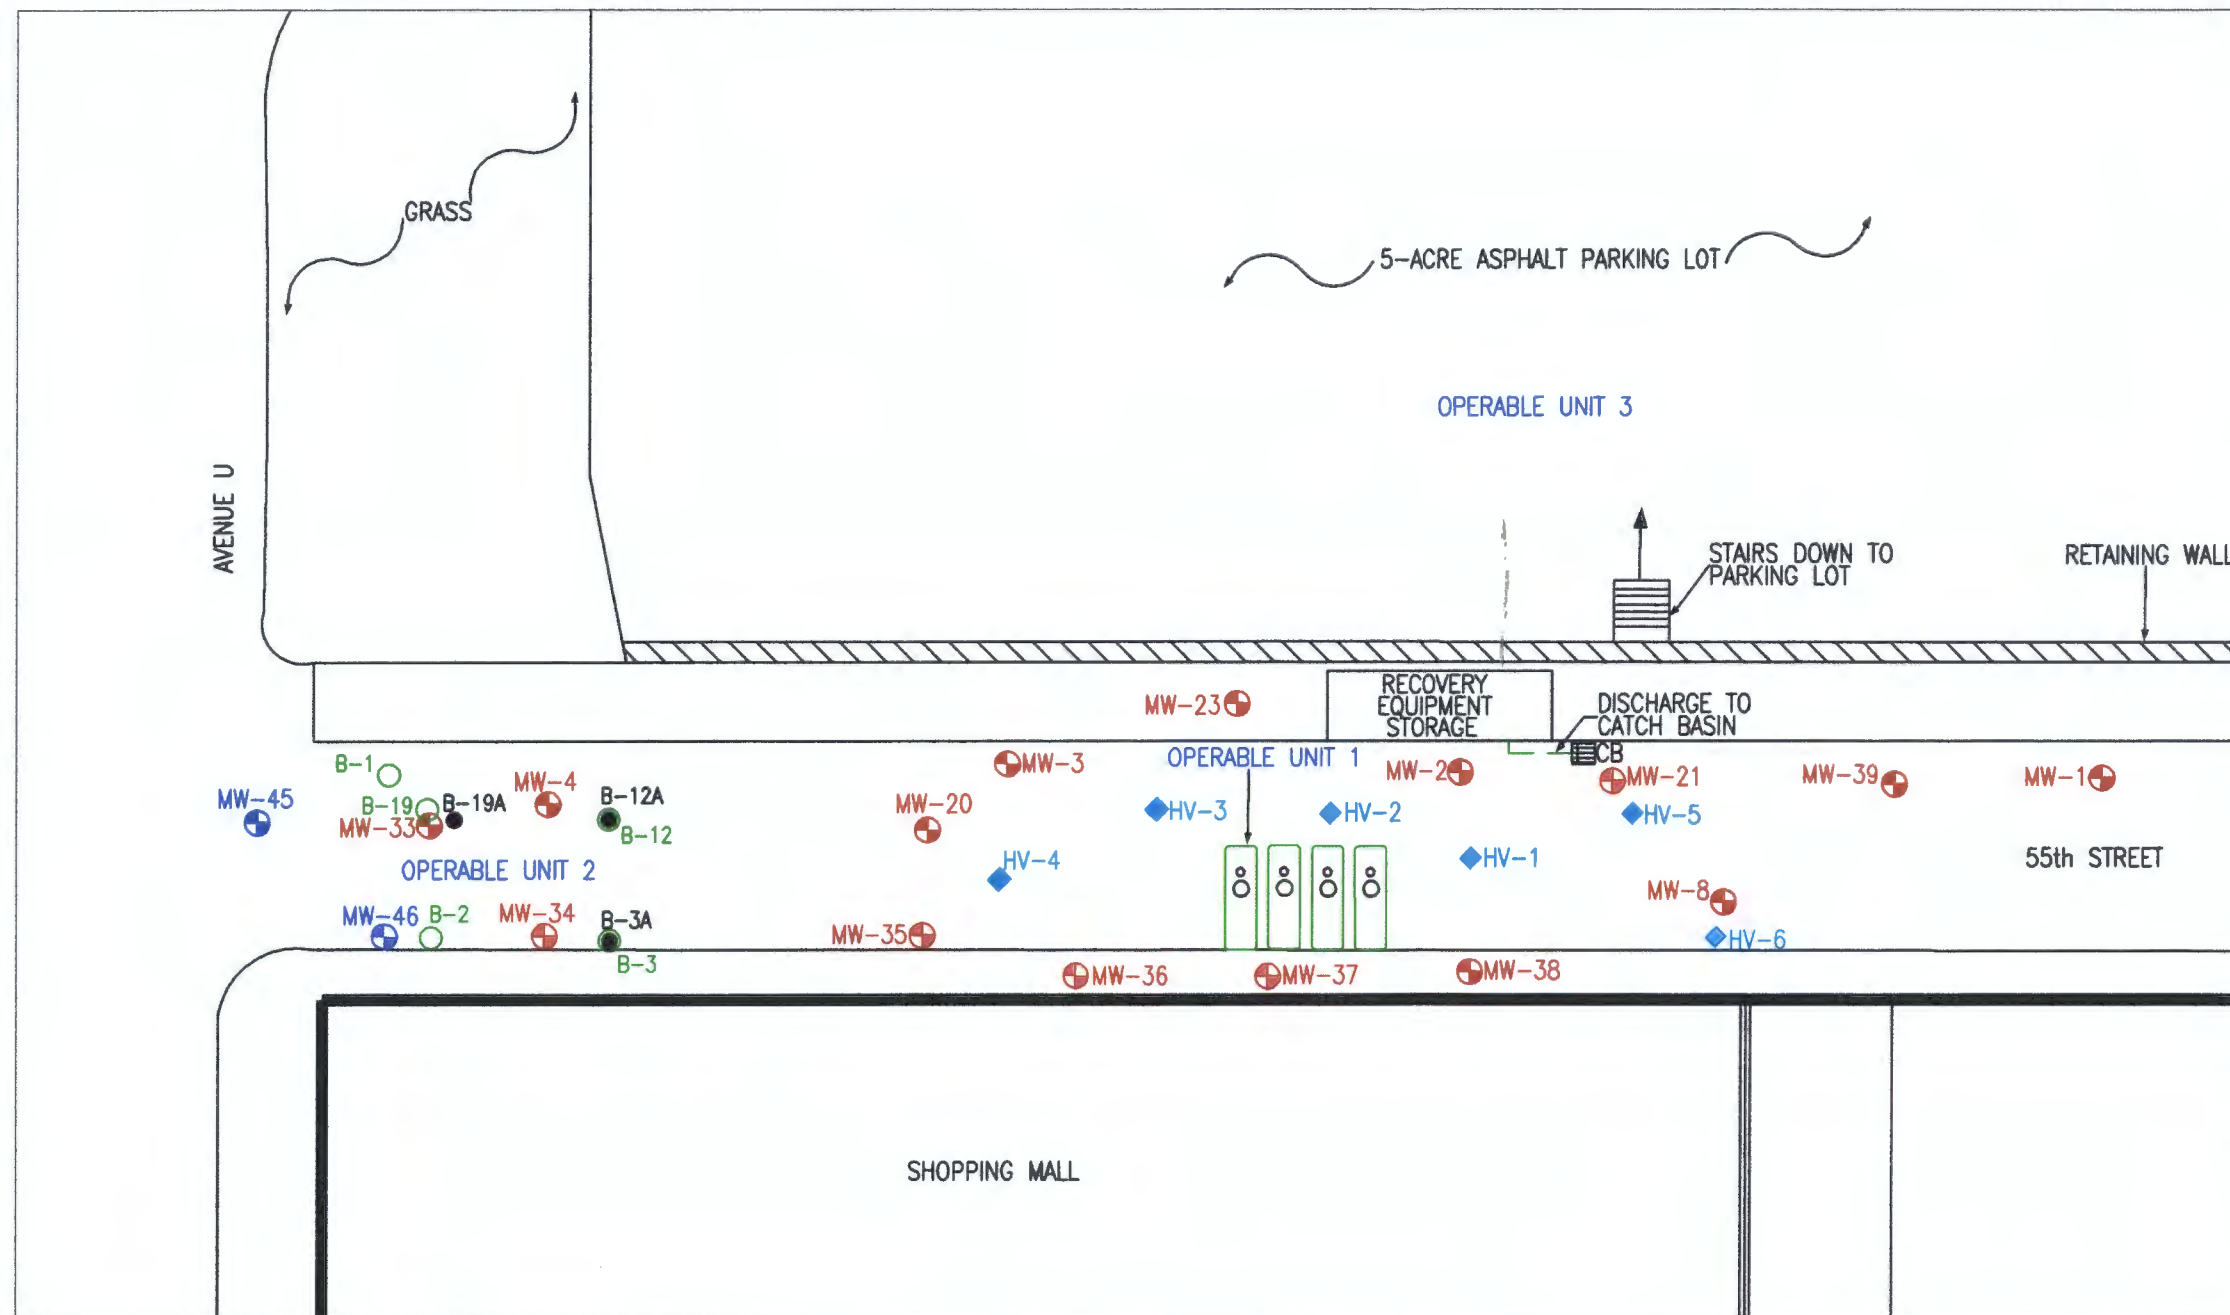 GRASS
5-ACRE ASPHALT PARKING LOT
OPERABLE UNIT 3
AVENUE U
STAIRS DOWN TO
PARKING LOT
RETAINING WALL
RECOVERY
EQUIPMENT
STORAGE
MW-23
DISCHARGE TO
CATCH BASIN
CB
OPERABLE UNIT 1
B-1
MW-3
MW-2
MW-21
MW-39
MW-1
MW-45
B-19
B-19A
MW-4
B-12A
MW-20
HV-3
HV-2
HV-5
MW-33
B-12
OPERABLE UNIT 2
HV-4
HV-1
55th STREET
MW-8
MW-46
B-2
MW-34
B-3A
MW-35
HV-6
B-3
MW-36
MW-37
MW-38
SHOPPING MALL